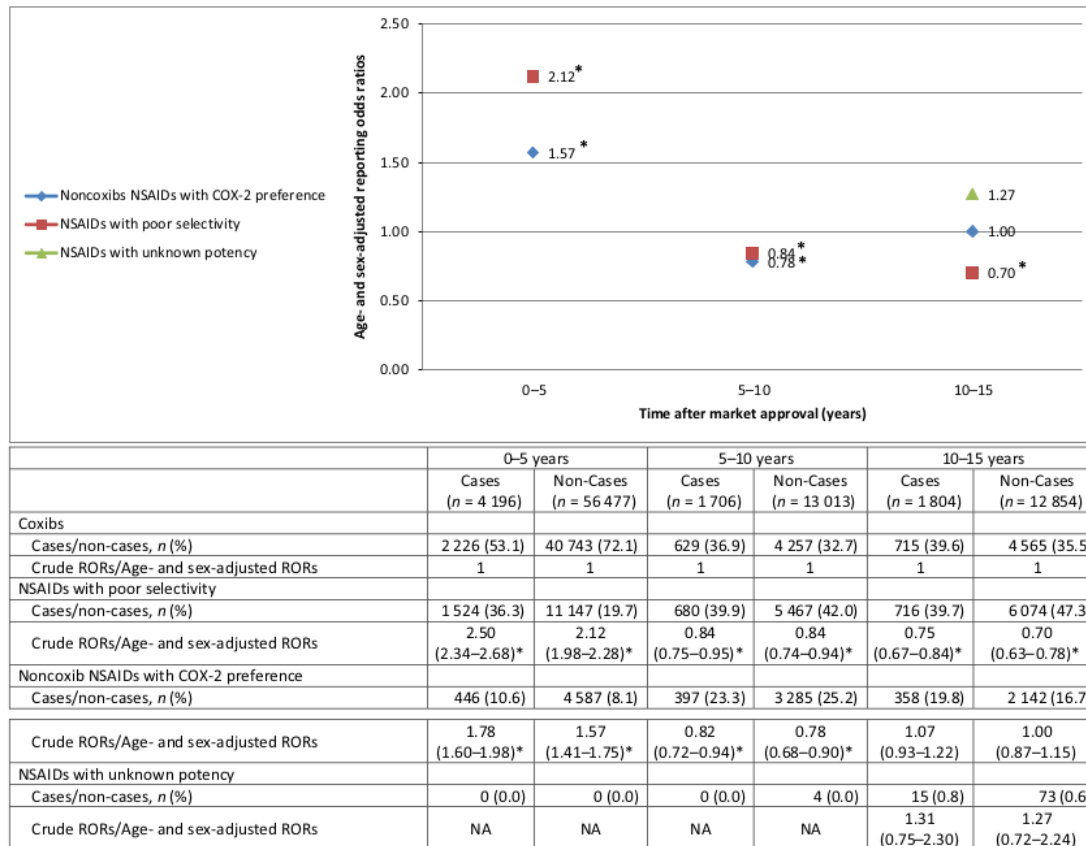 2.50
2.00
1.50
1.00
0.50
0.00
Age- and sex-adjusted reporting odds ratios
2.12*
1.57 *
0.84 *
0.78 *
1.27
1.00
0.70 *
Noncoxibs NSAIDs with COX-2 preference
NSAIDs with poor selectivity
NSAIDs with unknown potency
0–5 5–10 10–15
Time after market approval (years)
0–5 years 5–10 years 10–15 years
Cases Non-Cases Cases Non-Cases Cases Non-Cases
(n = 4 196) (n = 56 477) (n = 1 706) (n = 13 013) (n = 1 804) (n = 12 854)
Coxibs
Cases/non-cases, n (%) 2 226 (53.1) 40 743 (72.1) 629 (36.9) 4 257 (32.7) 715 (39.6) 4 565 (35.5
Crude RORs/Age- and sex-adjusted RORs 1 1 1 1 1 1
NSAIDs with poor selectivity
Cases/non-cases, n (%) 1 524 (36.3) 11 147 (19.7) 680 (39.9) 5 467 (42.0) 716 (39.7) 6 074 (47.3
Crude RORs/Age- and sex-adjusted RORs 2.50 2.12 0.84 0.84 0.75 0.70
(2.34–2.68)* (1.98–2.28)* (0.75–0.95)* (0.74–0.94)* (0.67–0.84)* (0.63–0.78)*
Noncoxib NSAIDs with COX-2 preference
Cases/non-cases, n (%) 446 (10.6) 4 587 (8.1) 397 (23.3) 3 285 (25.2) 358 (19.8) 2 142 (16.7
Crude RORs/Age- and sex-adjusted RORs 1.78 1.57 0.82 0.78 1.07 1.00
(1.60–1.98)* (1.41–1.75)* (0.72–0.94)* (0.68–0.90)* (0.93–1.22) (0.87–1.15)
NSAIDs with unknown potency
Cases/non-cases, n (%) 0 (0.0) 0 (0.0) 0 (0.0) 4 (0.0) 15 (0.8) 73 (0.6
Crude RORs/Age- and sex-adjusted RORs NA NA NA NA 1.31 1.27
(0.75–2.30) (0.72–2.24)